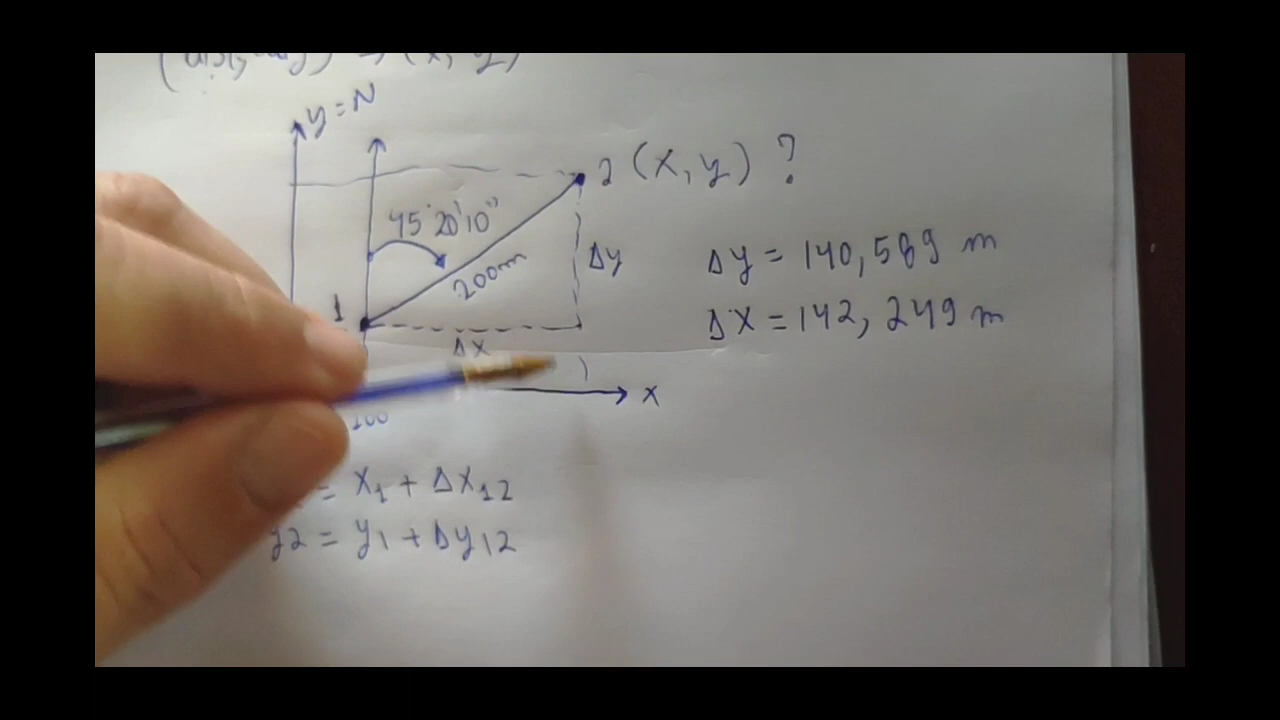 y=N
2 (x, y) ?
45°20'10"
200m
Δy
Δy = 140,589 m
1
Δx = 142, 249 m
Δx
x
100
= x1 + Δx12
y2 = y1 + Δy12